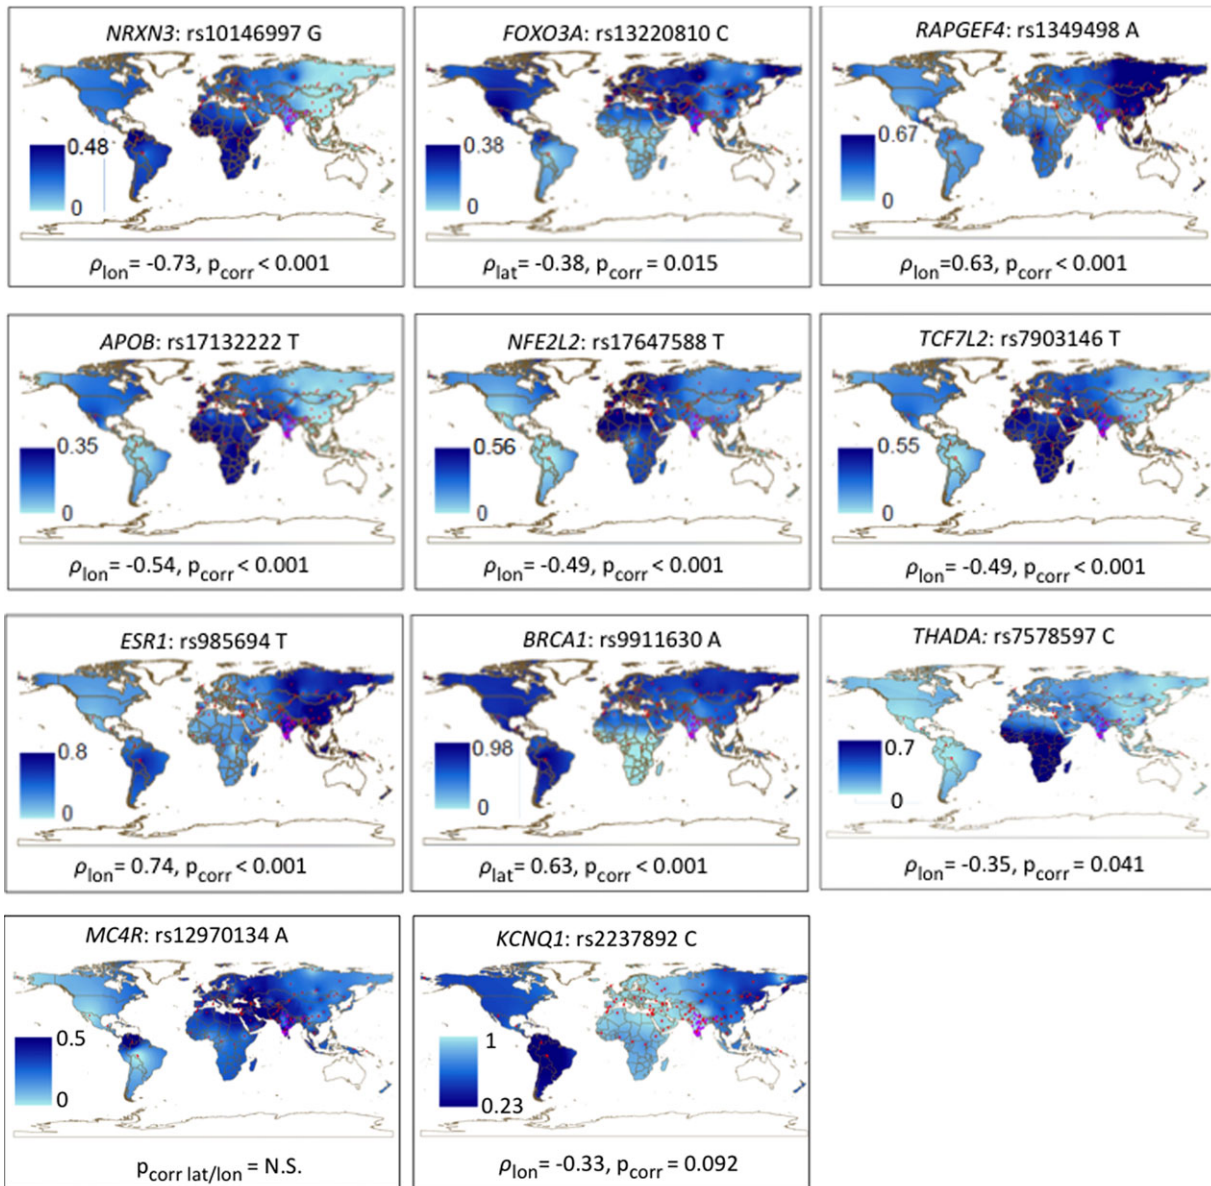 NRXN3: rs10146997 G
0.48
0
ρlon= -0.73, pcorr < 0.001
FOXO3A: rs13220810 C
0.38
0
ρlat= -0.38, pcorr = 0.015
RAPGEF4: rs1349498 A
0.67
0
ρlon=0.63, pcorr < 0.001
APOB: rs17132222 T
0.35
0
ρlon= -0.54, pcorr < 0.001
NFE2L2: rs17647588 T
0.56
0
ρlon= -0.49, pcorr < 0.001
TCF7L2: rs7903146 T
0.55
0
ρlon= -0.49, pcorr < 0.001
ESR1: rs985694 T
0.8
0
ρlon= 0.74, pcorr < 0.001
BRCA1: rs9911630 A
0.98
0
ρlat= 0.63, pcorr < 0.001
THADA: rs7578597 C
0.7
0
ρlon= -0.35, pcorr = 0.041
MC4R: rs12970134 A
0.5
0
pcorr lat/lon = N.S.
KCNQ1: rs2237892 C
1
0.23
ρlon= -0.33, pcorr = 0.092